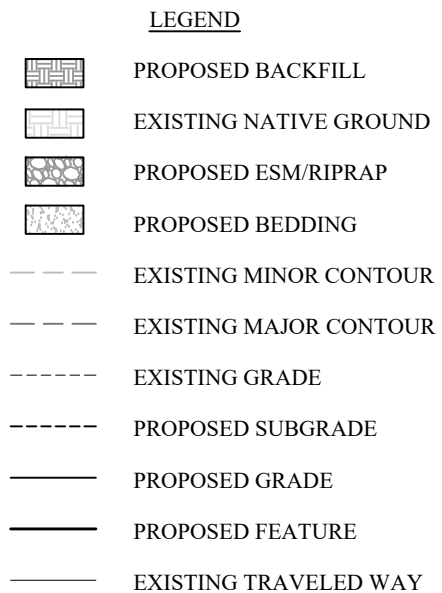 LEGEND
PROPOSED BACKFILL
EXISTING NATIVE GROUND
PROPOSED ESM/RIPRAP
PROPOSED BEDDING
EXISTING MINOR CONTOUR
EXISTING MAJOR CONTOUR
EXISTING GRADE
PROPOSED SUBGRADE
PROPOSED GRADE
PROPOSED FEATURE
EXISTING TRAVELED WAY